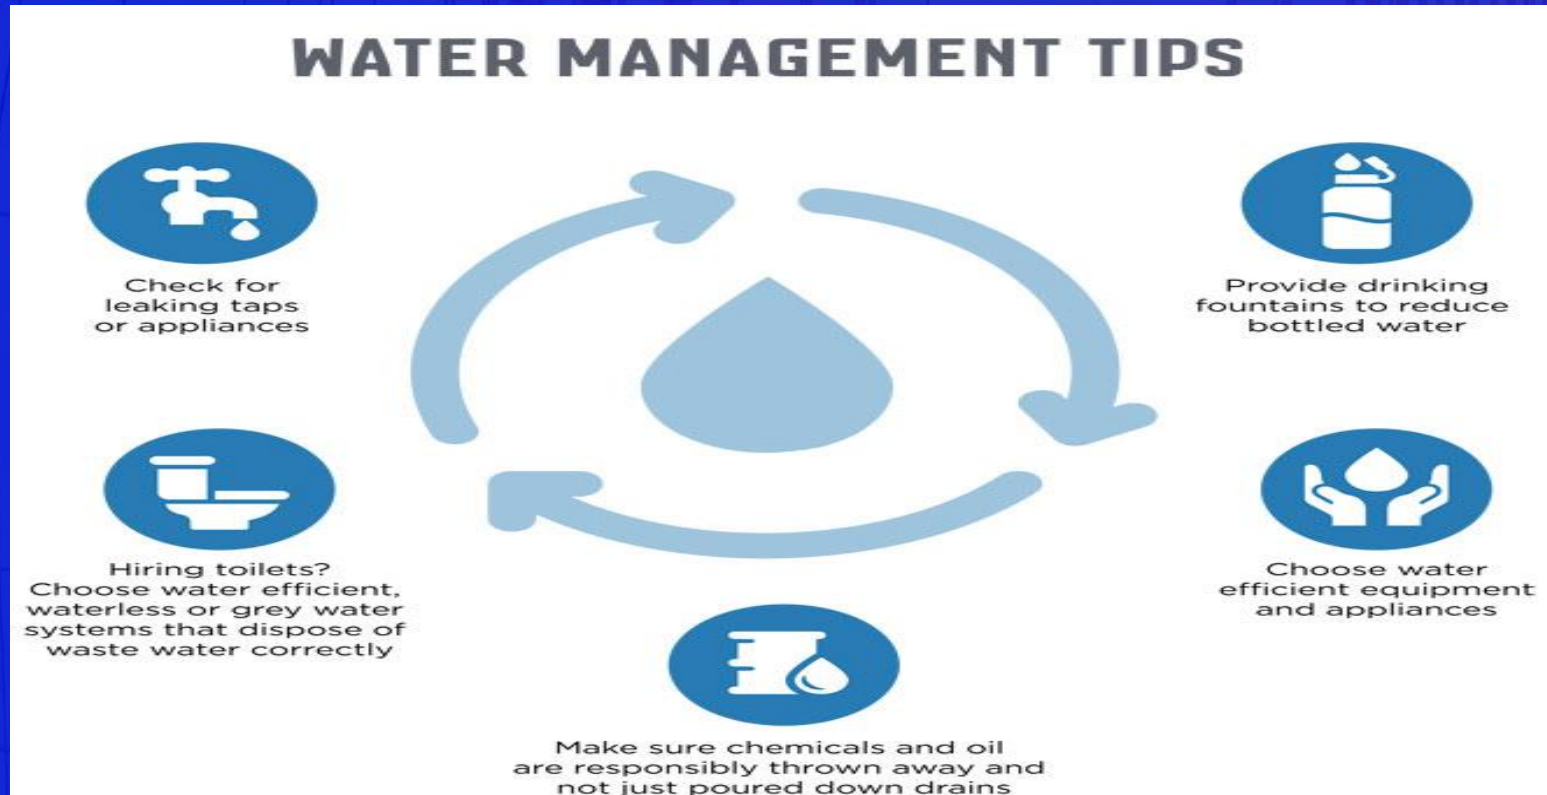 WATER MANAGEMENT TIPS
Check for
leaking taps
or appliances
Provide drinking
fountains to reduce
bottled water
Hiring toilets?
Choose water efficient,
waterless or grey water
systems that dispose of
waste water correctly
Choose water
efficient equipment
and appliances
Make sure chemicals and oil
are responsibly thrown away and
not just poured down drains